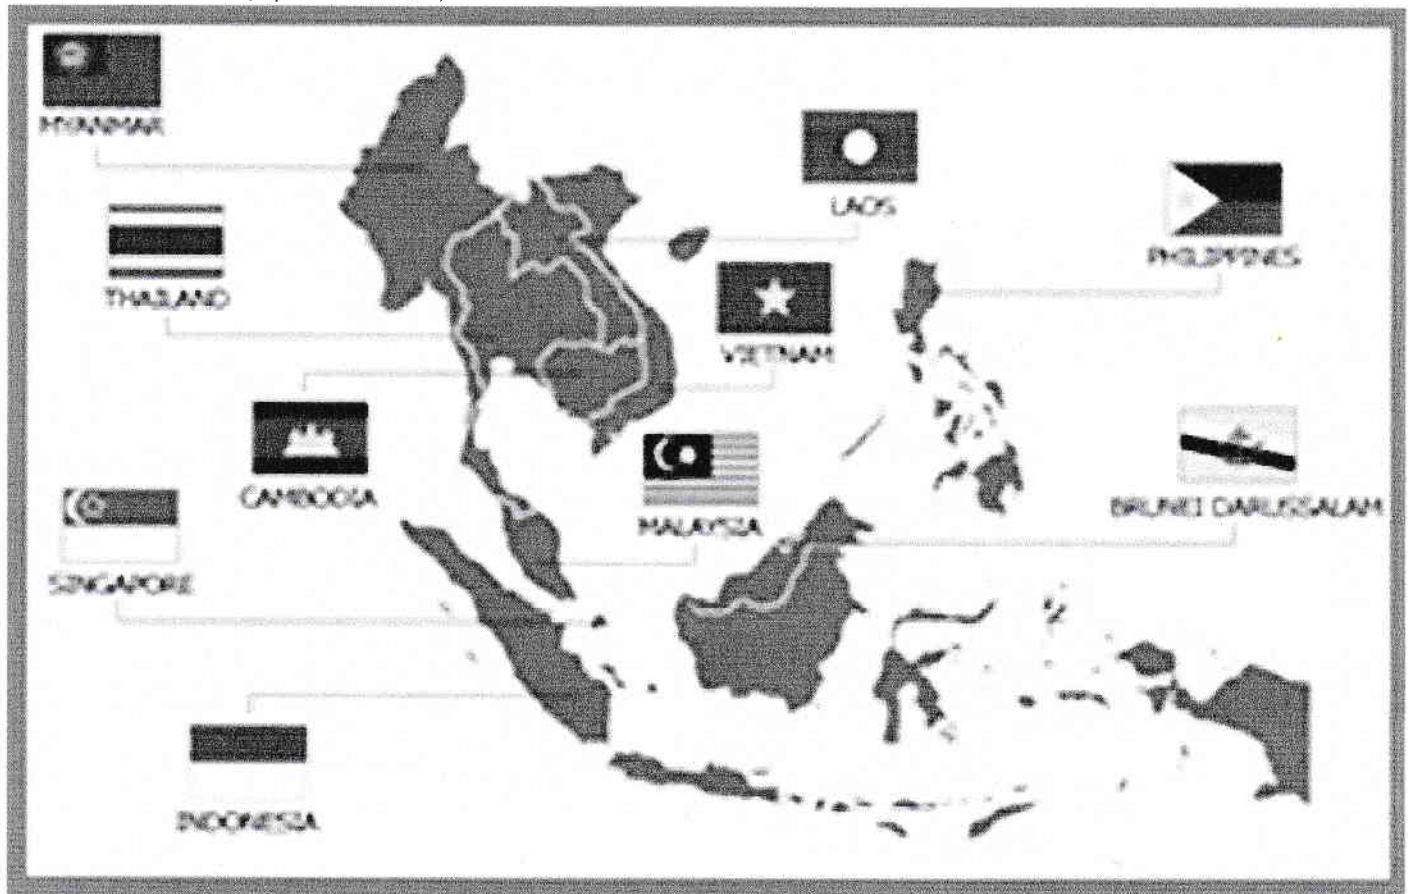 MYANMAR
LAOS
PHILIPPINES
THAILAND
VIETNAM
CAMBODIA
MALAYSIA
BRUNEI DARUSSALAM
SINGAPORE
INDONESIA